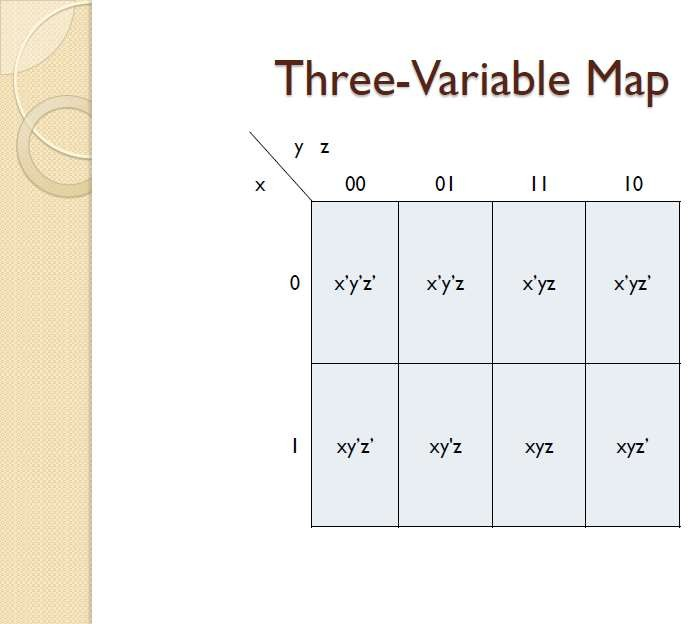 Three-Variable Map
y z
x 00 01 11 10
0 x’y’z’ x’y’z x’yz x’yz’
1 xy’z’ xy'z xyz xyz’